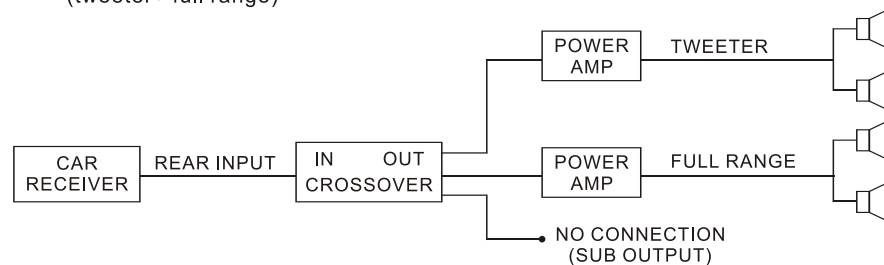 (tweeter + full range)
POWER
AMP
TWEETER
CAR
RECEIVER
REAR INPUT
IN OUT
CROSSOVER
POWER
AMP
FULL RANGE
NO CONNECTION
(SUB OUTPUT)